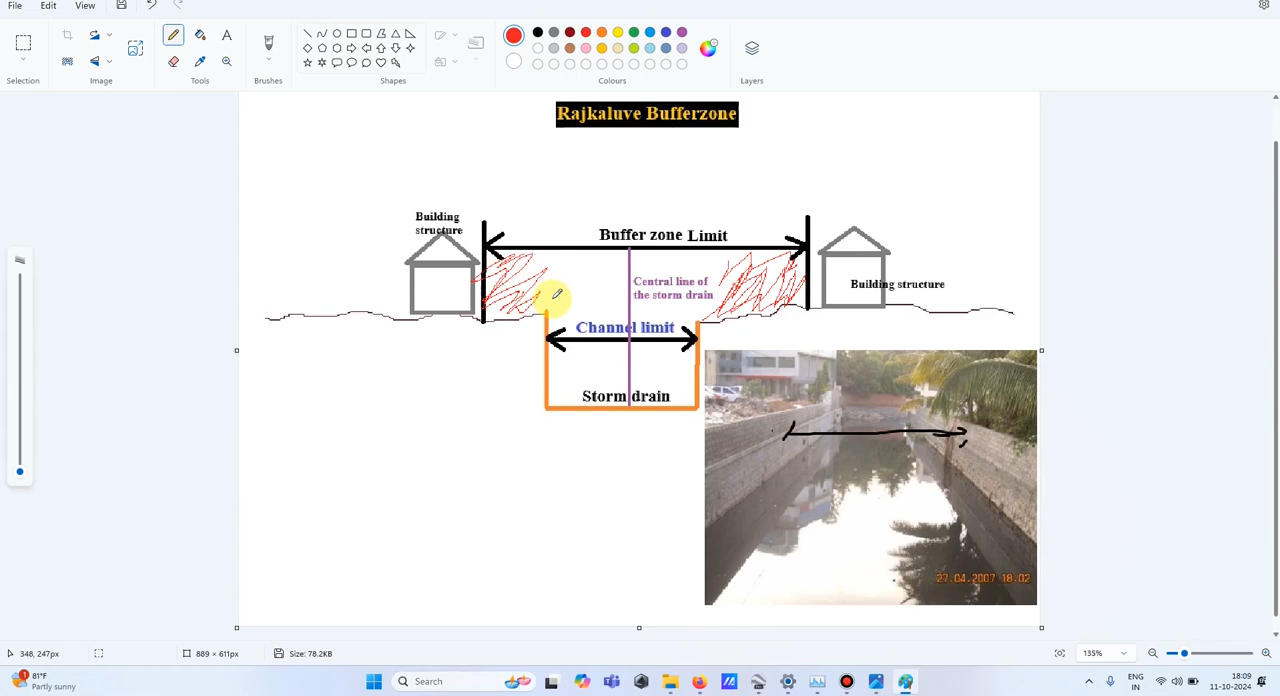 File Edit View
Selection
Image
Tools
Brushes
Shapes
Colours
Layers
Rajkaluve Bufferzone
Building
structure
Buffer zone Limit
Central line of
the storm drain
Building structure
Channel limit
Storm drain
27.04.2007 18:02
348, 247px
889 × 611px
Size: 78.2KB
135%
81°F
Partly sunny
Search
ENG
IN
18:09
11-10-2024